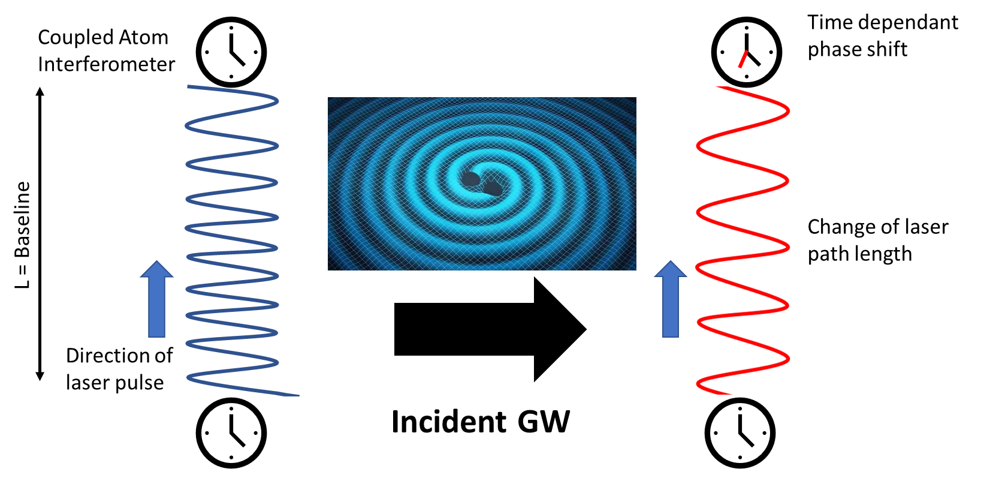 Coupled Atom
Interferometer
L = Baseline
Direction of
laser pulse
Incident GW
Time dependant
phase shift
Change of laser
path length